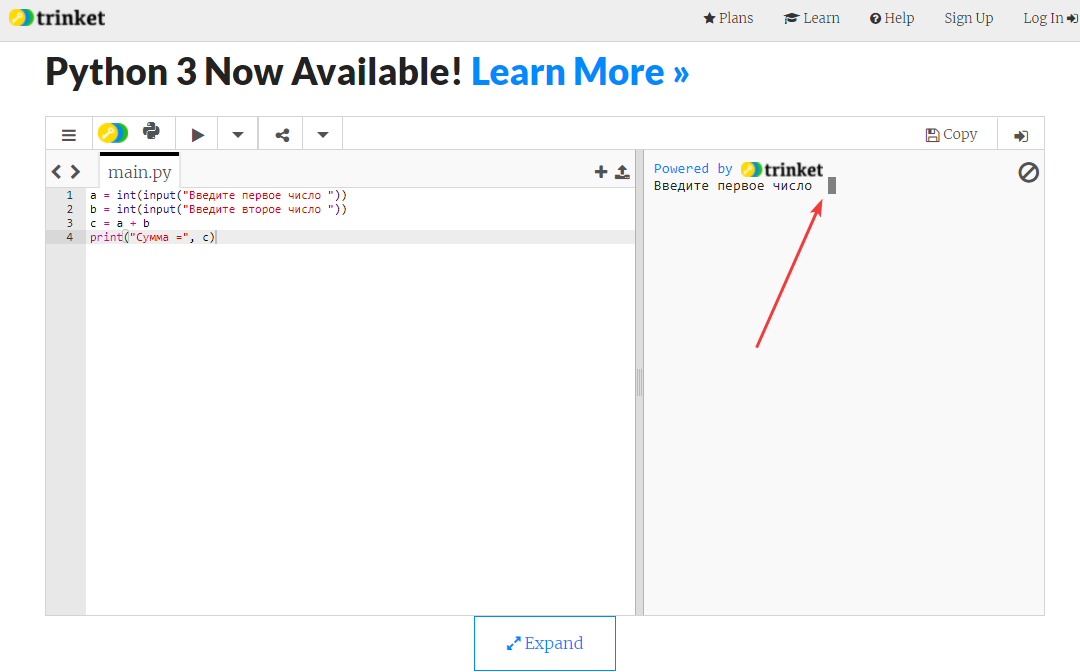 trinket
Plans
Learn
Help
Sign Up
Log In
Python 3 Now Available! Learn More »
Copy
main.py
1 a = int(input("Введите первое число "))
2 b = int(input("Введите второе число "))
3 c = a + b
4 print("Сумма =", c)
Powered by trinket
Введите первое число
Expand